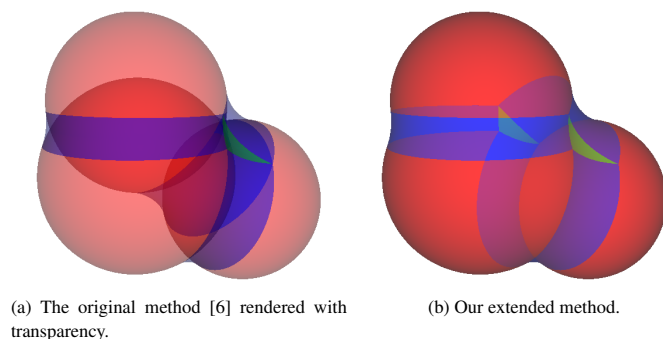 (a) The original method [6] rendered with
transparency.
(b) Our extended method.